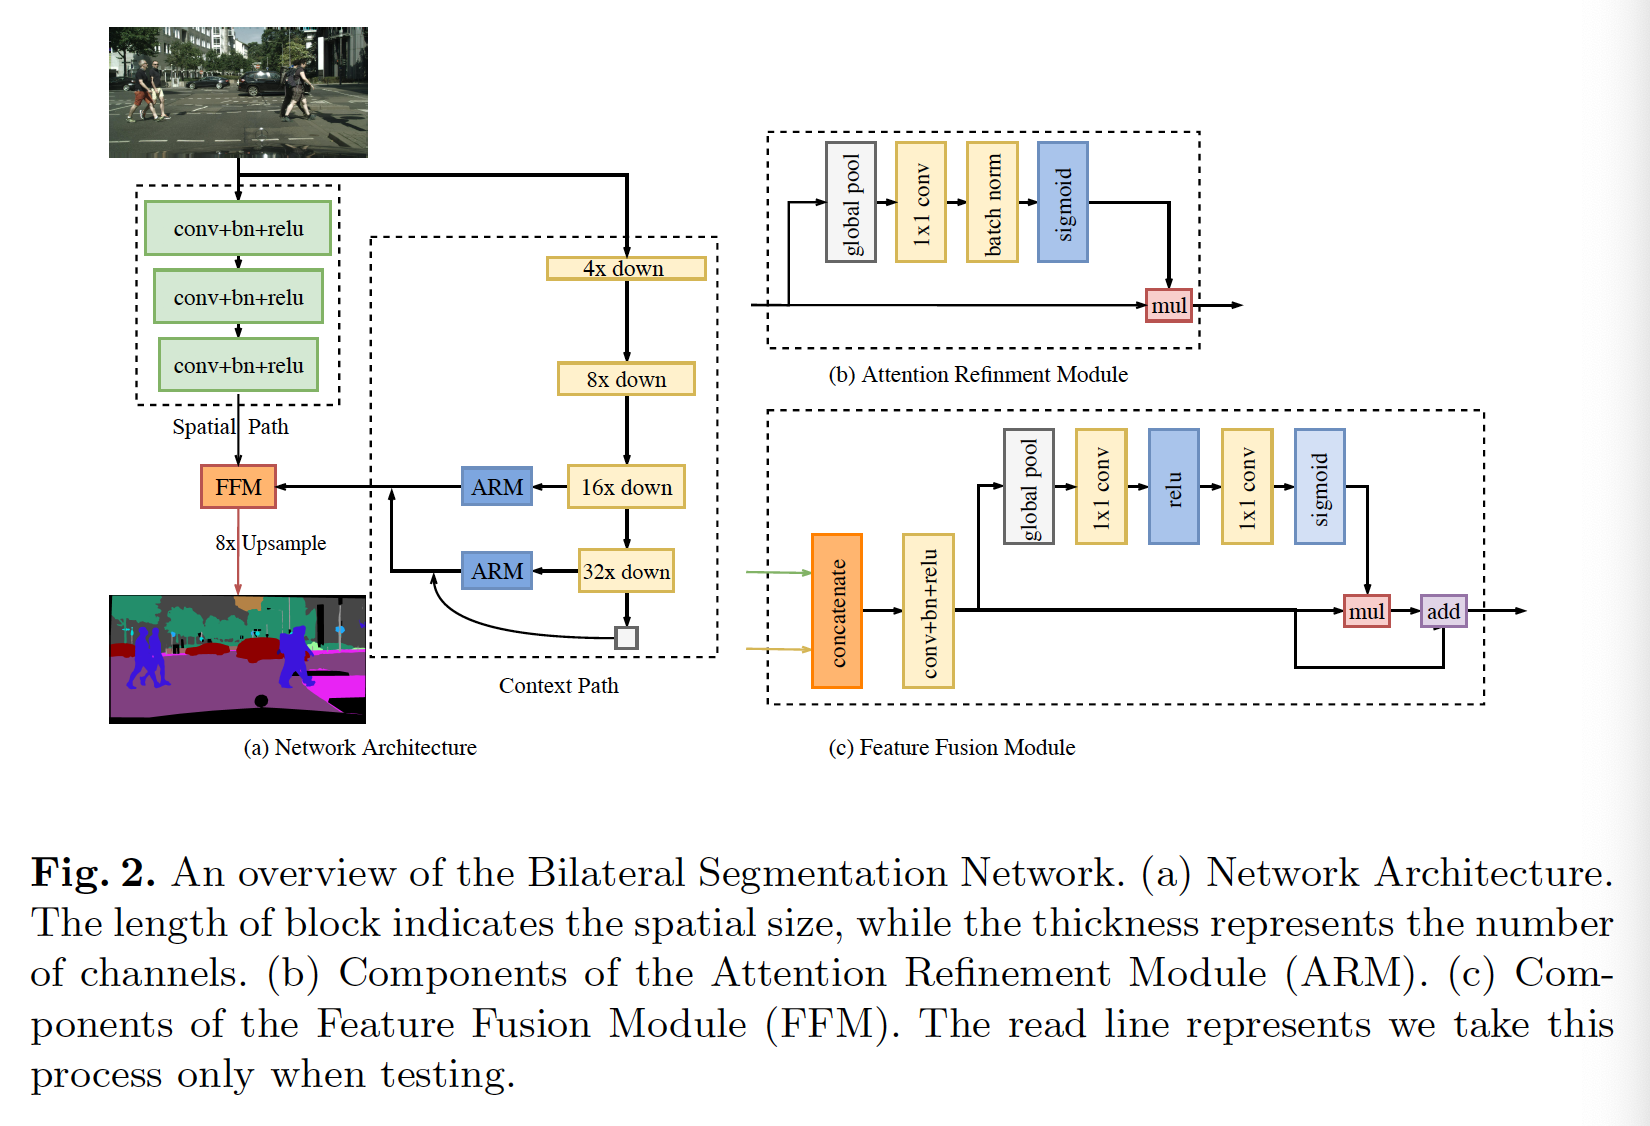 conv+bn+relu
conv+bn+relu
conv+bn+relu
Spatial Path
FFM
8x Upsample
4x down
8x down
ARM
16x down
ARM
32x down
Context Path
(a) Network Architecture
global pool
1x1 conv
batch norm
sigmoid
mul
(b) Attention Refinment Module
concatenate
conv+bn+relu
global pool
1x1 conv
relu
1x1 conv
sigmoid
mul
add
(c) Feature Fusion Module
Fig. 2. An overview of the Bilateral Segmentation Network. (a) Network Architecture.
The length of block indicates the spatial size, while the thickness represents the number
of channels. (b) Components of the Attention Refinement Module (ARM). (c) Com-
ponents of the Feature Fusion Module (FFM). The read line represents we take this
process only when testing.